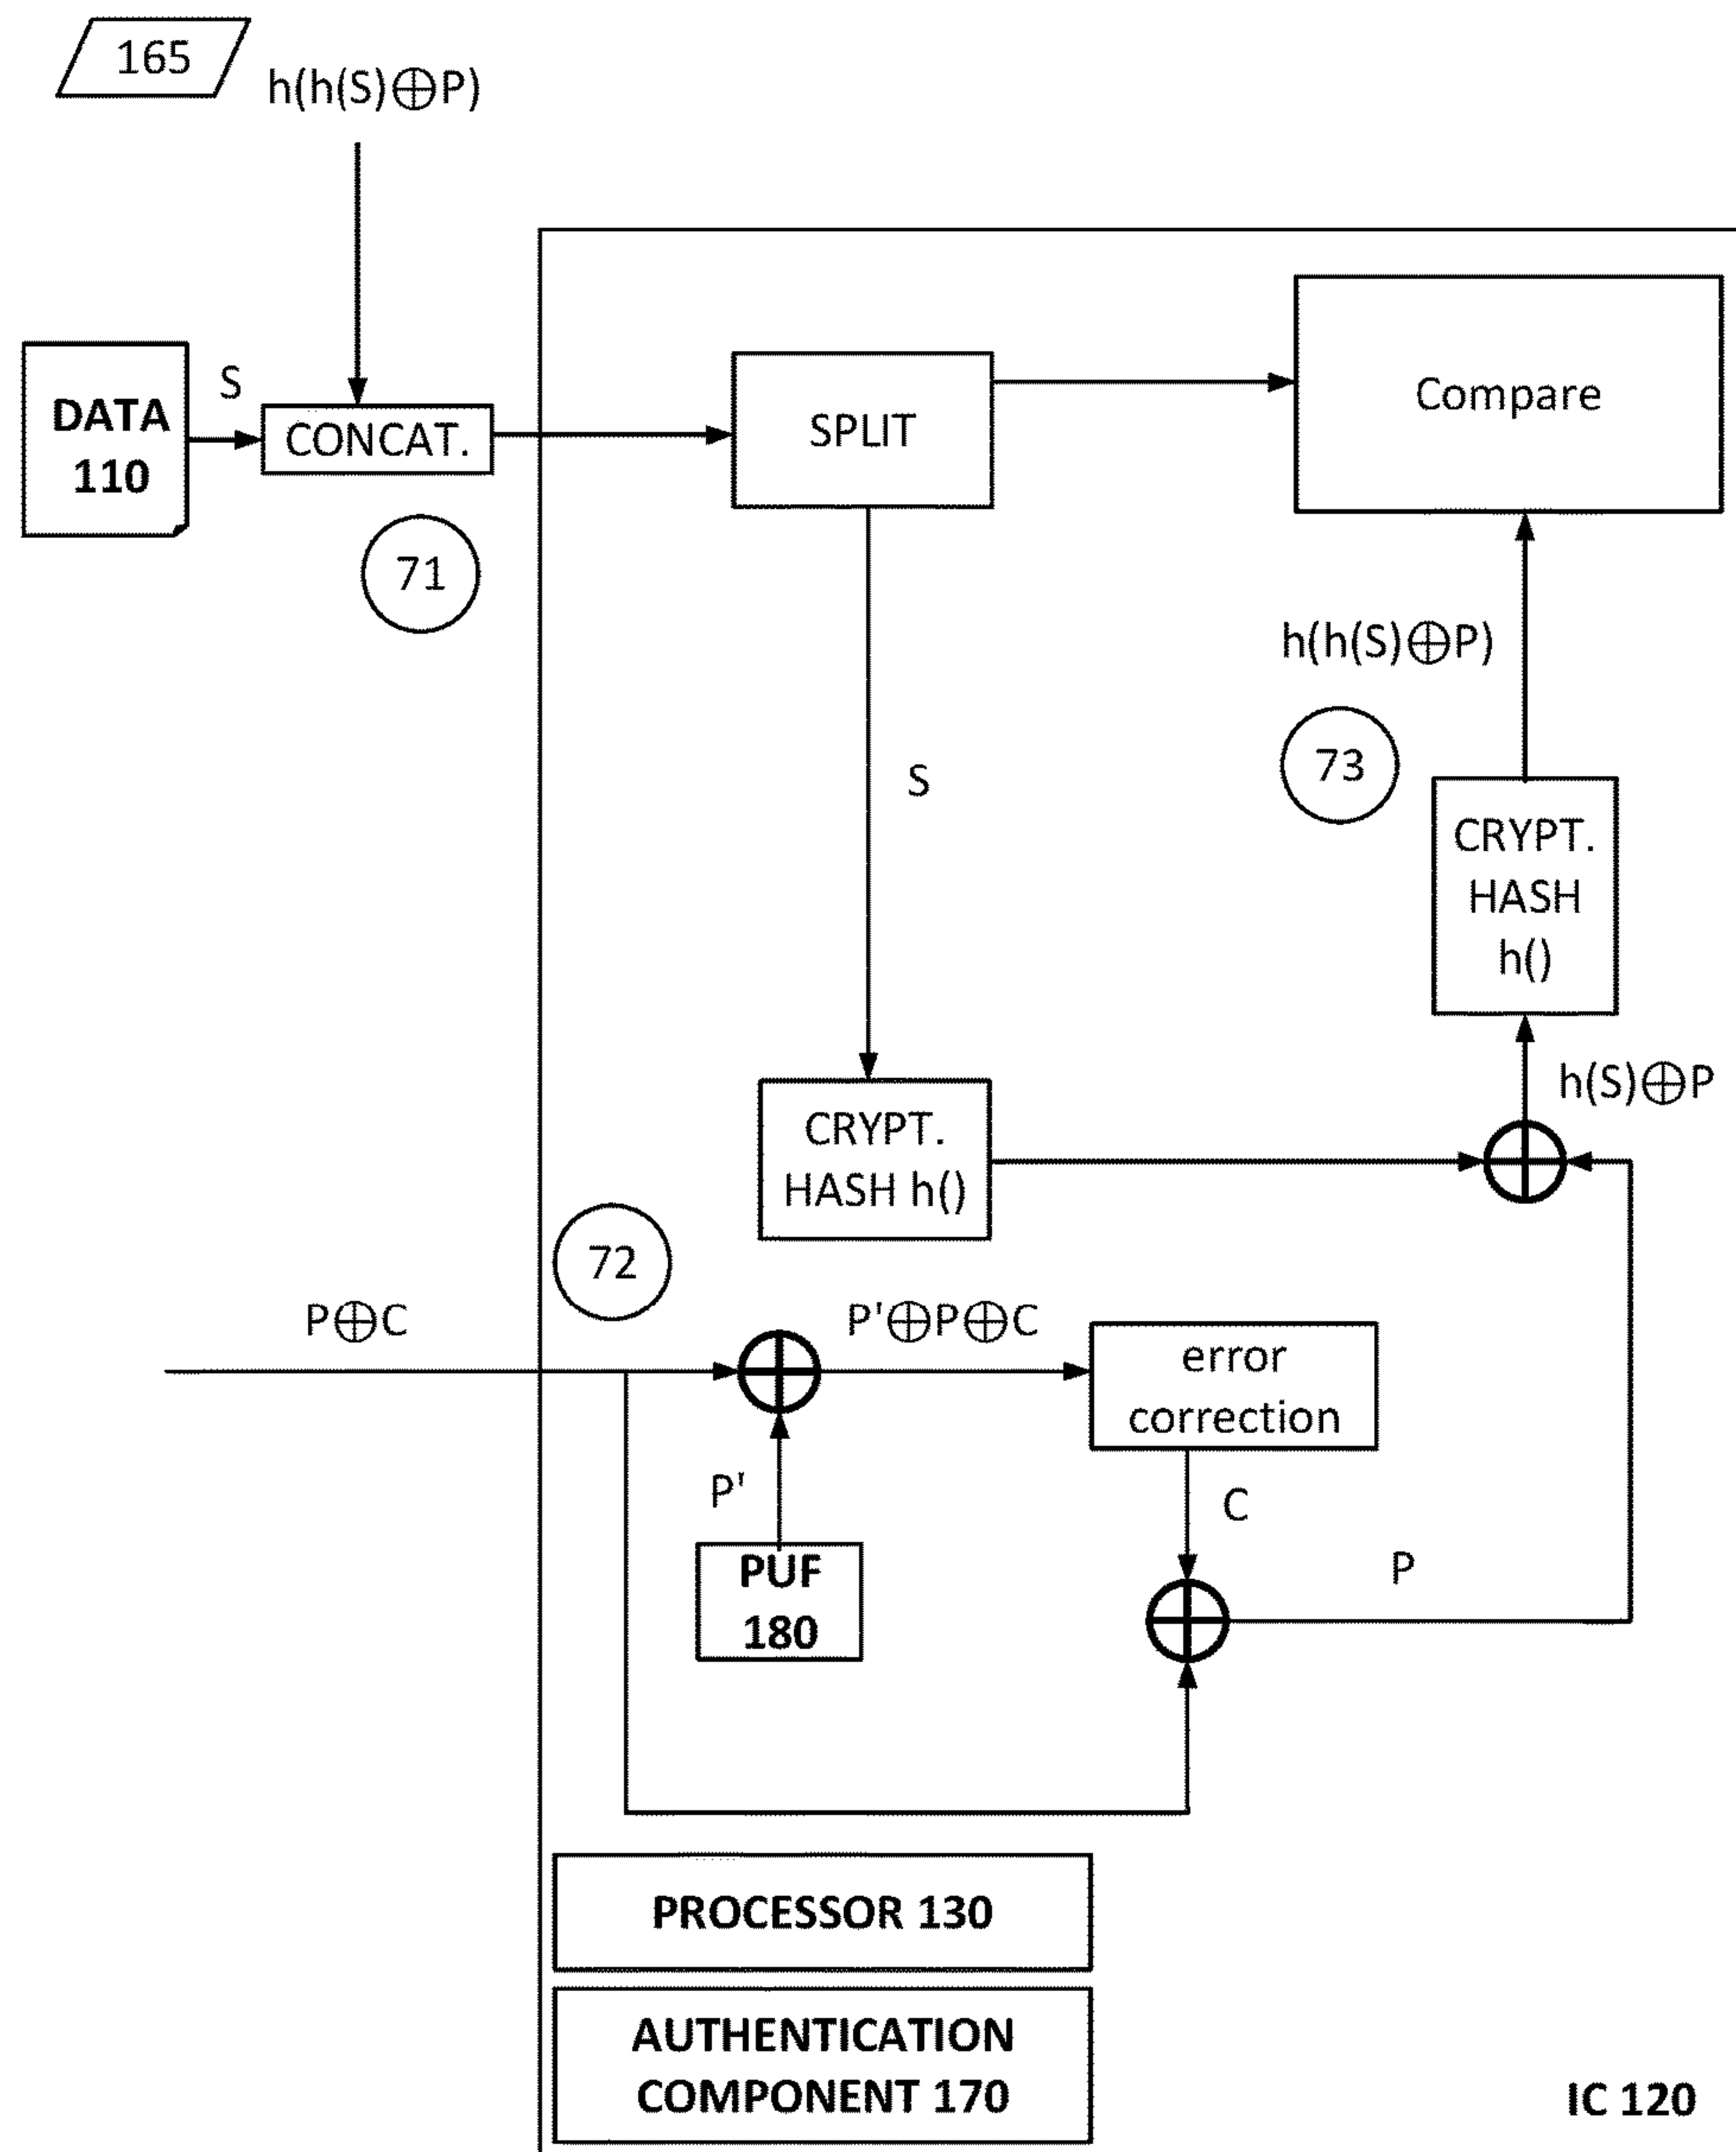 165
h(h(S)⊕P)
DATA
110
S
CONCAT.
71
SPLIT
Compare
h(h(S)⊕P)
73
S
CRYPT.
HASH
h()
h(S)⊕P
CRYPT.
HASH h()
72
P⊕C
P'⊕P⊕C
error
correction
P'
C
PUF
180
P
PROCESSOR 130
AUTHENTICATION
COMPONENT 170
IC 120